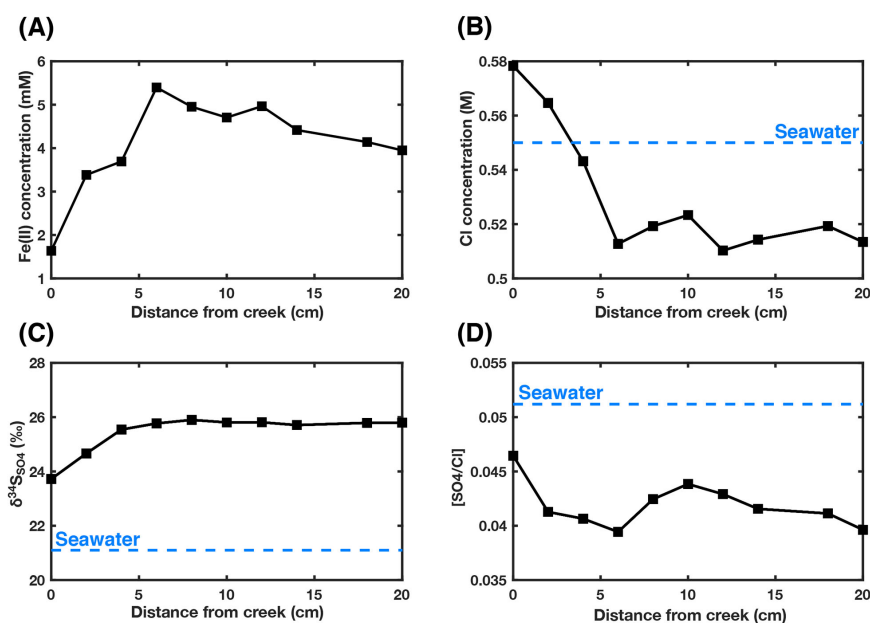 (A)
Fe(II) concentration (mM)
6
5
4
3
2
1
0 5 10 15 20
Distance from creek (cm)
(B)
Cl concentration (M)
0.58
0.56
0.54
0.52
0.5
Seawater
0 5 10 15 20
Distance from creek (cm)
(C)
δ³⁴S_SO4 (‰)
28
26
24
22
20
Seawater
0 5 10 15 20
Distance from creek (cm)
(D)
[SO4/Cl]
0.055
0.05
0.045
0.04
0.035
Seawater
0 5 10 15 20
Distance from creek (cm)